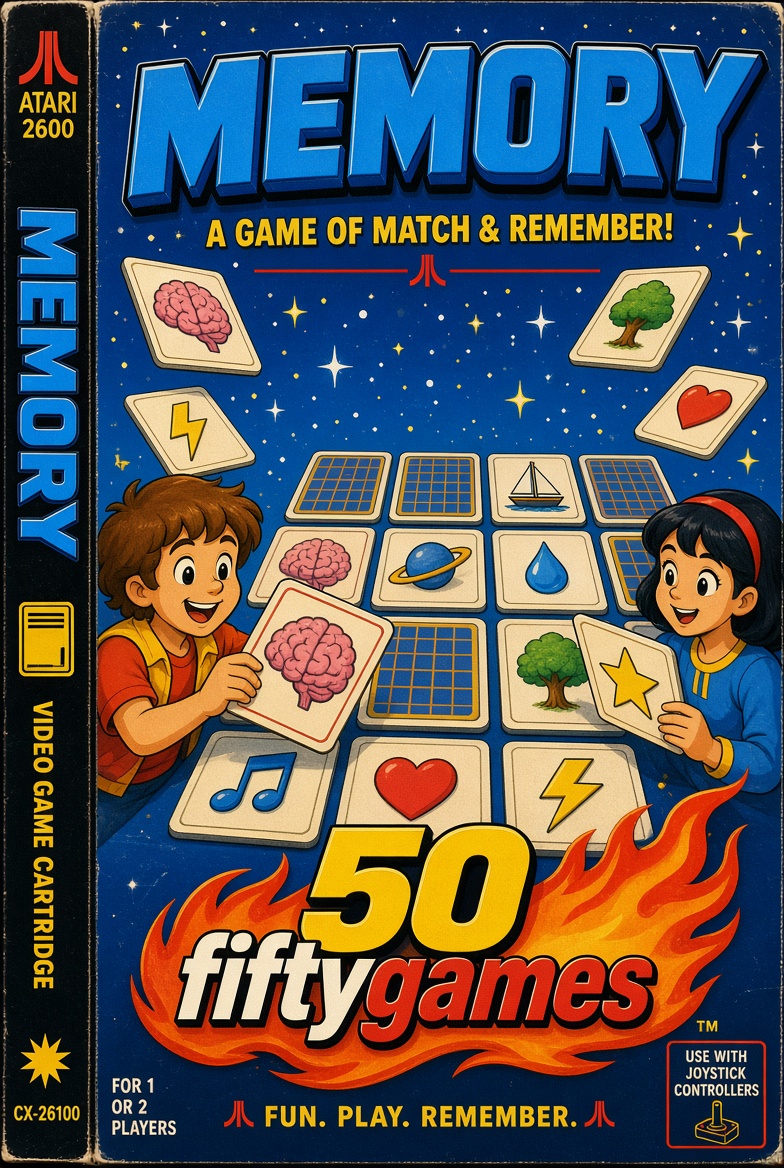 ATARI
2600
MEMORY
VIDEO GAME CARTRIDGE
CX-26100
MEMORY
A GAME OF MATCH & REMEMBER!
50
fiftygames
TM
FOR 1
OR 2
PLAYERS
FUN. PLAY. REMEMBER.
USE WITH
JOYSTICK
CONTROLLERS